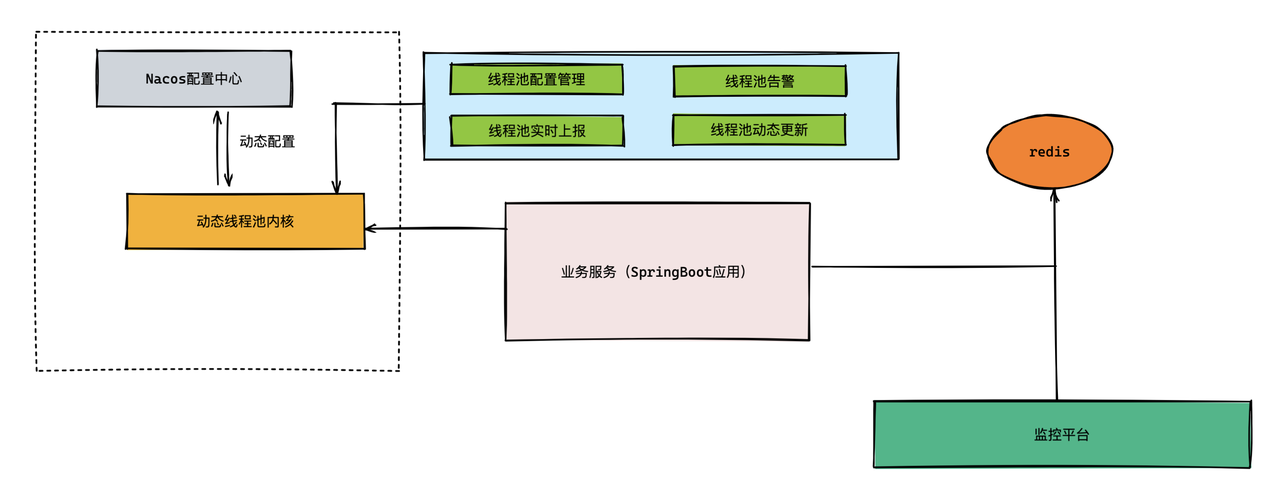 Nacos配置中心
动态配置
动态线程池内核
线程池配置管理
线程池告警
线程池实时上报
线程池动态更新
业务服务（SpringBoot应用）
redis
监控平台